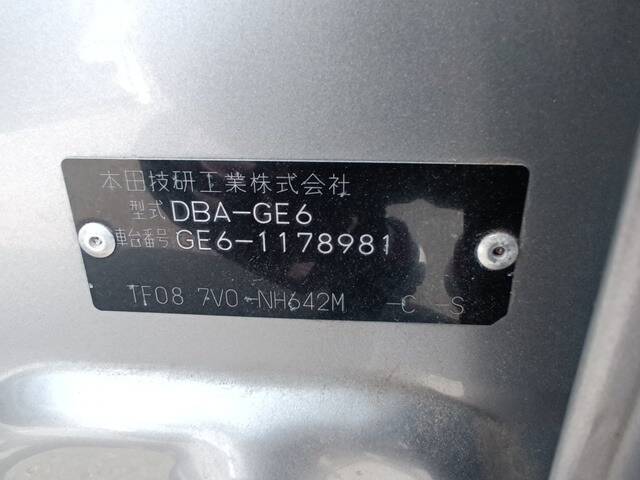 本田技研工業株式会社
型式 DBA-GE6
車台番号 GE6-1178981
TF08 7V0-NH642M -C -S